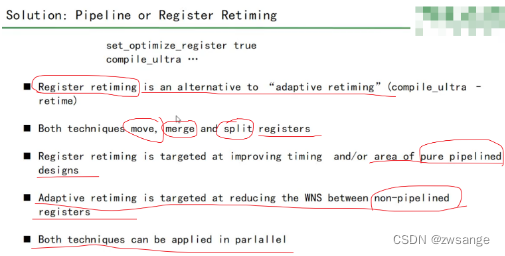 Solution: Pipeline or Register Retiming
set_optimize_register true
compile_ultra …
■ Register retiming is an alternative to “adaptive retiming”(compile_ultra –
retime)
■ Both techniques move, merge and split registers
■ Register retiming is targeted at improving timing and/or area of pure pipelined
designs
■ Adaptive retiming is targeted at reducing the WNS between non-pipelined
registers
■ Both techniques can be applied in parlallel
CSDN @zwsange